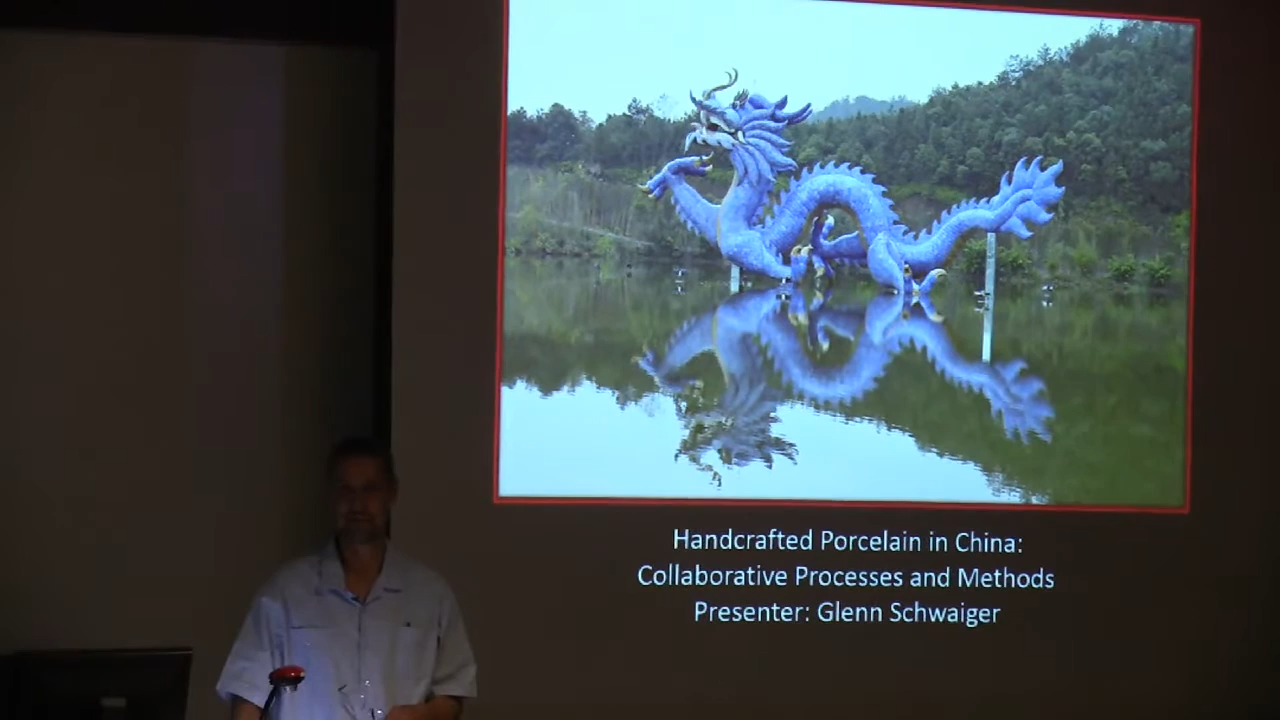 Handcrafted Porcelain in China:
Collaborative Processes and Methods
Presenter: Glenn Schwaiger